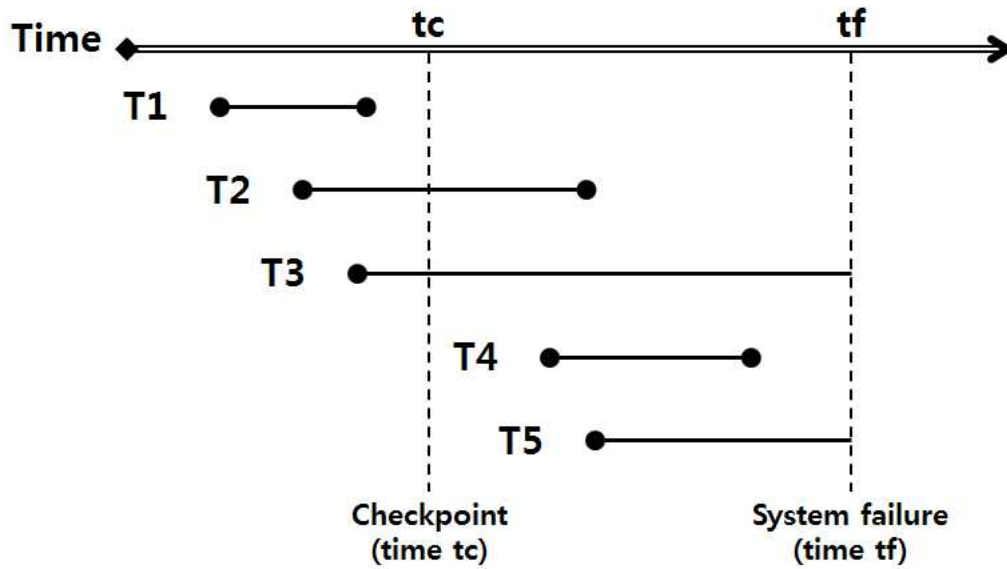 Time
tc
tf
T1
T2
T3
T4
T5
Checkpoint
(time tc)
System failure
(time tf)